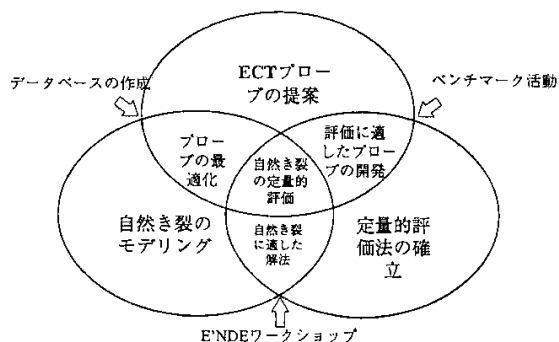 ECTプロー
ブの提案
データベースの作成
ベンチマーク活動
プロー
ブの最
適化
評価に適
したプロー
ブの開発
自然き裂
の定量的
評価
自然き裂の
モデリング
自然き裂
に適した
解法
定量的評
価法の確
立
E'NDEワークショップ